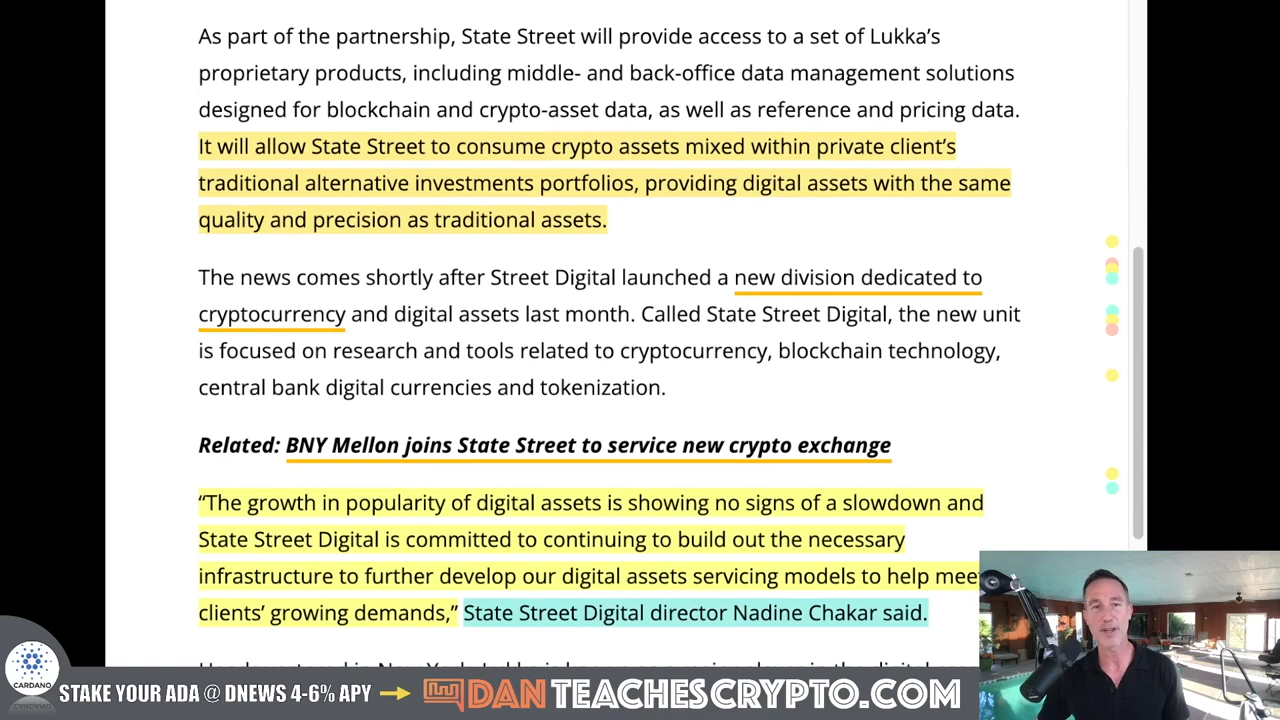 As part of the partnership, State Street will provide access to a set of Lukka’s
proprietary products, including middle- and back-office data management solutions
designed for blockchain and crypto-asset data, as well as reference and pricing data.
It will allow State Street to consume crypto assets mixed within private client’s
traditional alternative investments portfolios, providing digital assets with the same
quality and precision as traditional assets.
The news comes shortly after Street Digital launched a new division dedicated to
cryptocurrency and digital assets last month. Called State Street Digital, the new unit
is focused on research and tools related to cryptocurrency, blockchain technology,
central bank digital currencies and tokenization.
Related: BNY Mellon joins State Street to service new crypto exchange
“The growth in popularity of digital assets is showing no signs of a slowdown and
State Street Digital is committed to continuing to build out the necessary
infrastructure to further develop our digital assets servicing models to help meet
clients’ growing demands,” State Street Digital director Nadine Chakar said.
CARDANO
STAKE YOUR ADA @ DNEWS 4-6% APY
DANTEACHESCRYPTO.COM